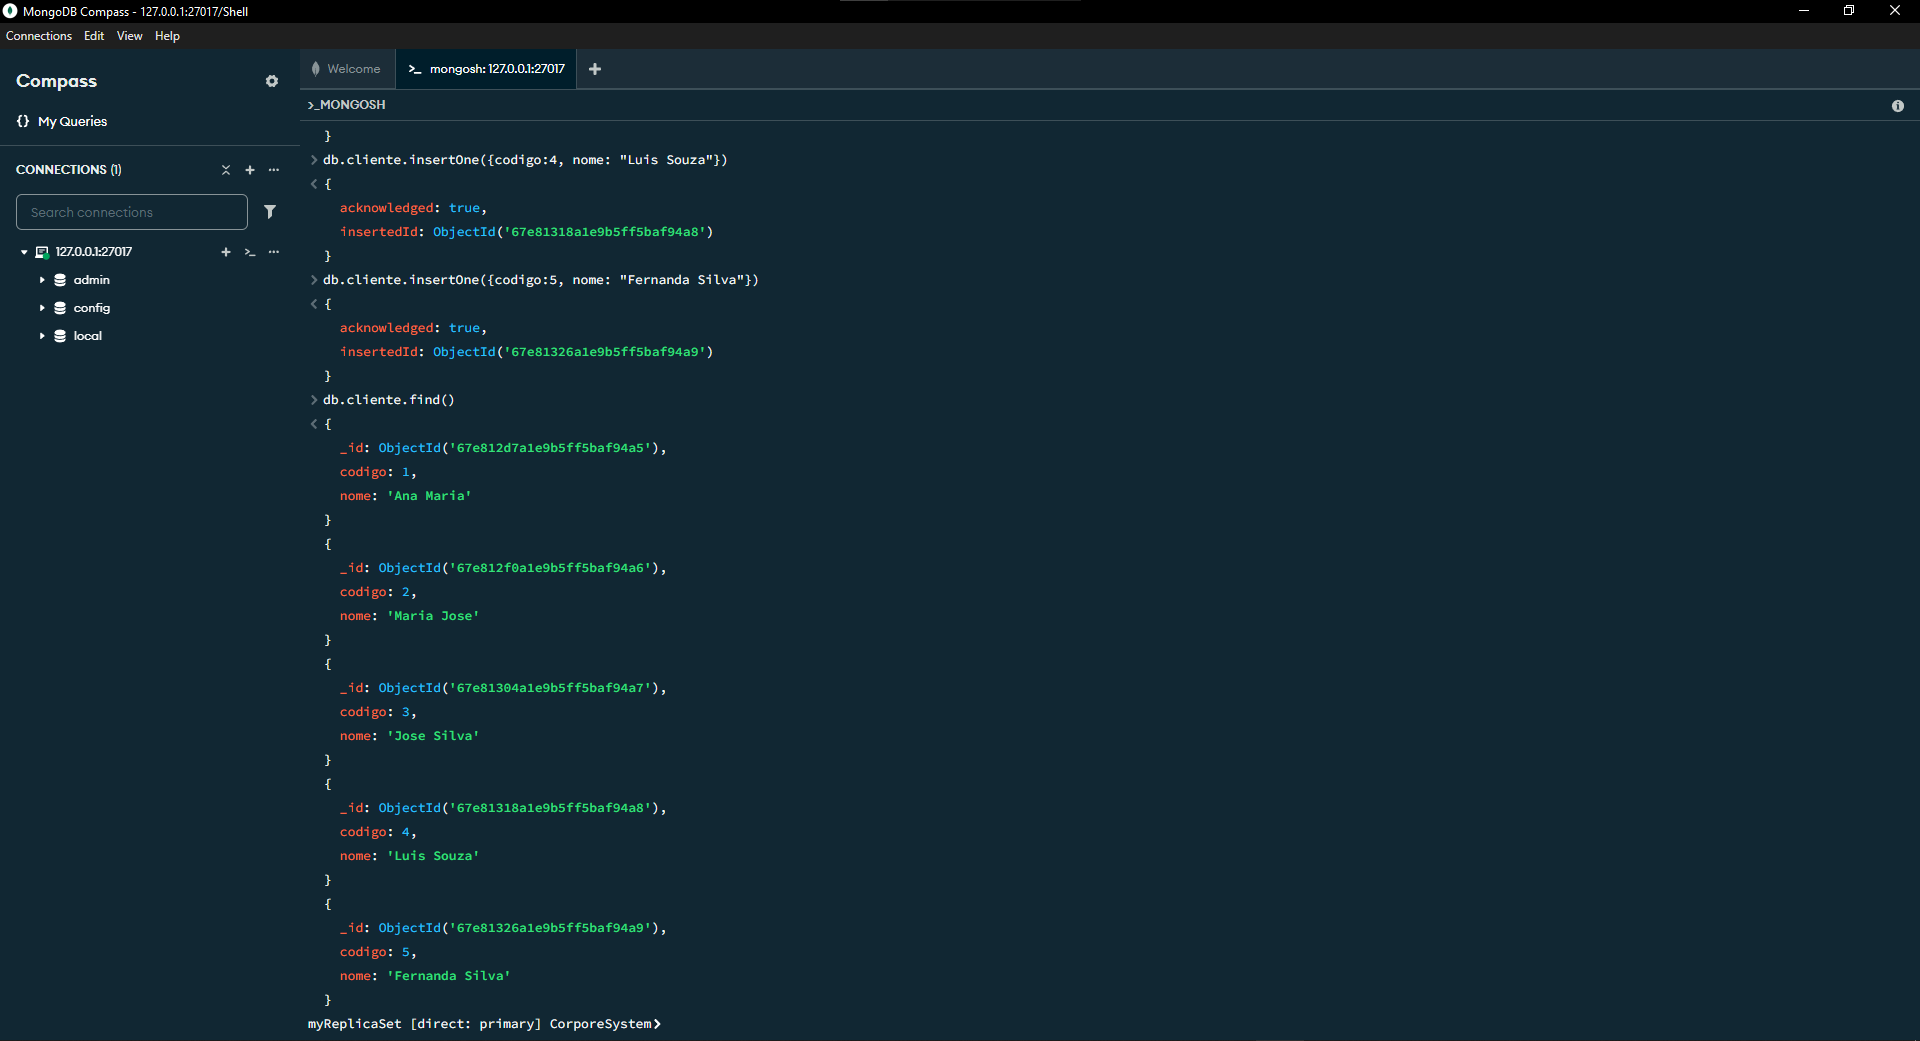 MongoDB Compass - 127.0.0.1:27017/Shell
Connections Edit View Help
Compass
My Queries
CONNECTIONS (1)
Search connections
127.0.0.1:27017
admin
config
local
Welcome
>_ mongosh: 127.0.0.1:27017
>_MONGOSH
}
> db.cliente.insertOne({codigo:4, nome: "Luis Souza"})
< {
acknowledged: true,
insertedId: ObjectId('67e81318a1e9b5ff5baf94a8')
}
> db.cliente.insertOne({codigo:5, nome: "Fernanda Silva"})
< {
acknowledged: true,
insertedId: ObjectId('67e81326a1e9b5ff5baf94a9')
}
> db.cliente.find()
< {
_id: ObjectId('67e812d7a1e9b5ff5baf94a5'),
codigo: 1,
nome: 'Ana Maria'
}
{
_id: ObjectId('67e812f0a1e9b5ff5baf94a6'),
codigo: 2,
nome: 'Maria Jose'
}
{
_id: ObjectId('67e81304a1e9b5ff5baf94a7'),
codigo: 3,
nome: 'Jose Silva'
}
{
_id: ObjectId('67e81318a1e9b5ff5baf94a8'),
codigo: 4,
nome: 'Luis Souza'
}
{
_id: ObjectId('67e81326a1e9b5ff5baf94a9'),
codigo: 5,
nome: 'Fernanda Silva'
}
myReplicaSet [direct: primary] CorporeSystem>